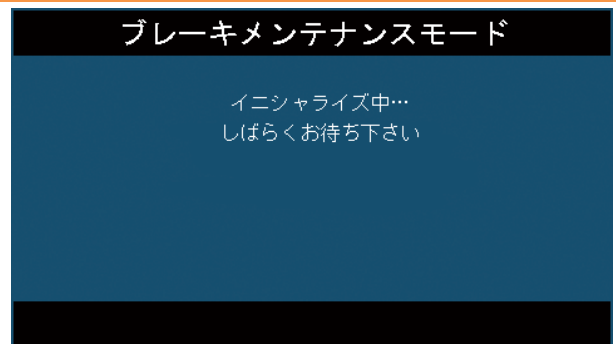 ブレーキメンテナンスモード
イニシャライズ中…
しばらくお待ち下さい